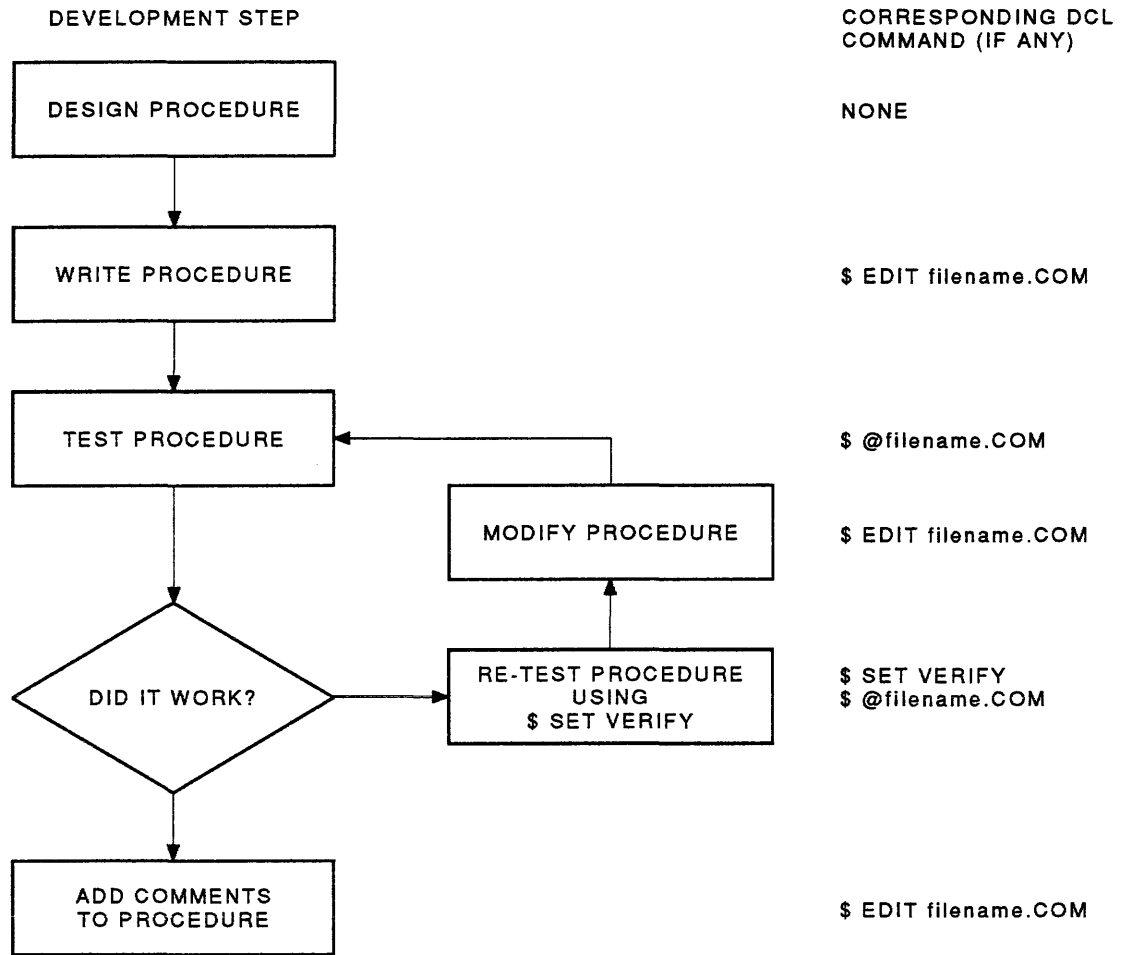 DEVELOPMENT STEP
CORRESPONDING DCL
COMMAND (IF ANY)
DESIGN PROCEDURE
NONE
WRITE PROCEDURE
$ EDIT filename.COM
TEST PROCEDURE
$ @filename.COM
MODIFY PROCEDURE
$ EDIT filename.COM
DID IT WORK?
RE-TEST PROCEDURE
USING
$ SET VERIFY
$ SET VERIFY
$ @filename.COM
ADD COMMENTS
TO PROCEDURE
$ EDIT filename.COM